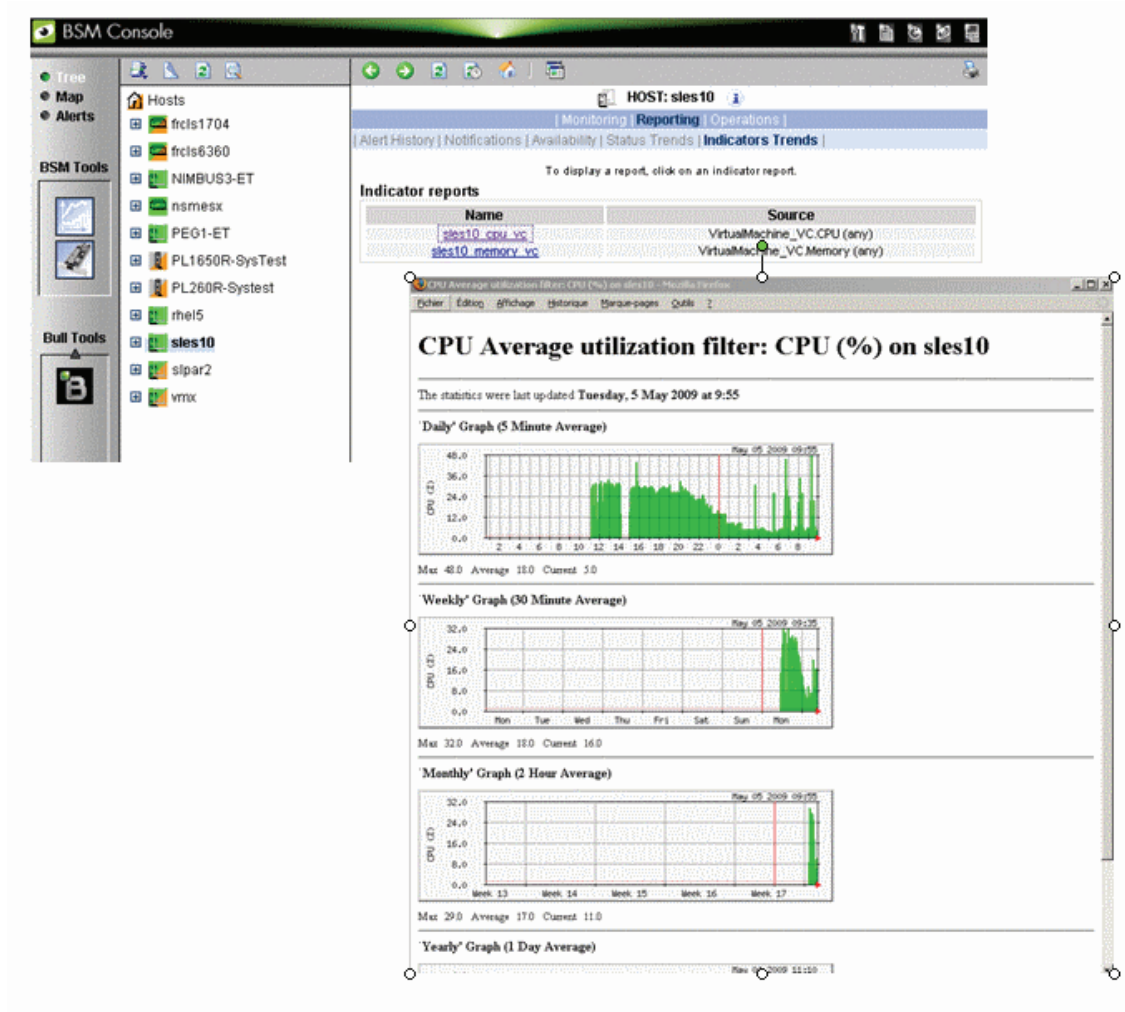 BSM Console
Tree
Map
Alerts
BSM Tools
Bull Tools
B
Hosts
frcls1704
frcls6360
NIMBUS3-ET
nsmesx
PEG1-ET
PL1650R-SysTest
PL260R-Systest
rhel5
sles10
slpar2
vmx
HOST: sles10
| Monitoring | Reporting | Operations |
| Alert History | Notifications | Availability | Status Trends | Indicators Trends |
To display a report, click on an indicator report.
Indicator reports
Name Source
sles10_cpu_vc VirtualMachine_VC.CPU (any)
sles10_memory_vc VirtualMachine_VC.Memory (any)
CPU Average utilization filter: CPU (%) on sles10 - Mozilla Firefox
Fichier Édition Affichage Historique Marque-pages Outils ?
CPU Average utilization filter: CPU (%) on sles10
The statistics were last updated Tuesday, 5 May 2009 at 9:55
`Daily' Graph (5 Minute Average)
May 05 2009 09:55
CPU (%)
48.0
36.0
24.0
12.0
0.0
2 4 6 8 10 12 14 16 18 20 22 0 2 4 6 8
Max 48.0 Average 18.0 Current 5.0
`Weekly' Graph (30 Minute Average)
May 05 2009 09:35
CPU (%)
32.0
24.0
16.0
8.0
0.0
Mon Tue Wed Thu Fri Sat Sun Mon
Max 32.0 Average 18.0 Current 16.0
`Monthly' Graph (2 Hour Average)
May 05 2009 09:55
CPU (%)
32.0
24.0
16.0
8.0
0.0
Week 13 Week 14 Week 15 Week 16 Week 17
Max 29.0 Average 17.0 Current 11.0
`Yearly' Graph (1 Day Average)
2009 11:10